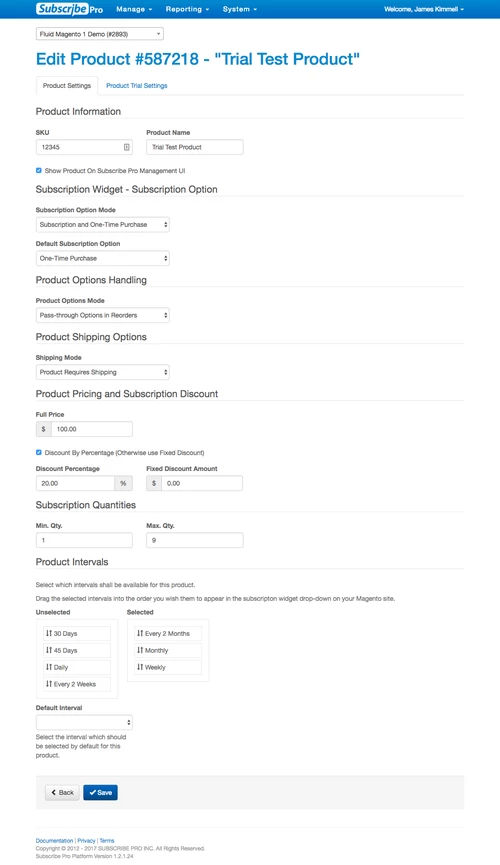 Subscribe Pro Manage Reporting System Welcome, James Kimmell
Fluid Magento 1 Demo (#2893)
Edit Product #587218 - "Trial Test Product"
Product Settings Product Trial Settings
Product Information
SKU Product Name
12345 Trial Test Product
Show Product On Subscribe Pro Management UI
Subscription Widget - Subscription Option
Subscription Option Mode
Subscription and One-Time Purchase
Default Subscription Option
One-Time Purchase
Product Options Handling
Product Options Mode
Pass-through Options in Reorders
Product Shipping Options
Shipping Mode
Product Requires Shipping
Product Pricing and Subscription Discount
Full Price
$ 100.00
Discount By Percentage (Otherwise use Fixed Discount)
Discount Percentage Fixed Discount Amount
20.00 % $ 0.00
Subscription Quantities
Min. Qty. Max. Qty.
1 9
Product Intervals
Select which intervals shall be available for this product.
Drag the selected intervals into the order you wish them to appear in the subscripton widget drop-down on your Magento site.
Unselected Selected
30 Days Every 2 Months
45 Days Monthly
Daily Weekly
Every 2 Weeks
Default Interval
Select the interval which should
be selected by default for this
product.
Back Save
Documentation | Privacy | Terms
Copyright © 2012 - 2017 SUBSCRIBE PRO INC. All Rights Reserved.
Subscribe Pro Platform Version 1.2.1.24